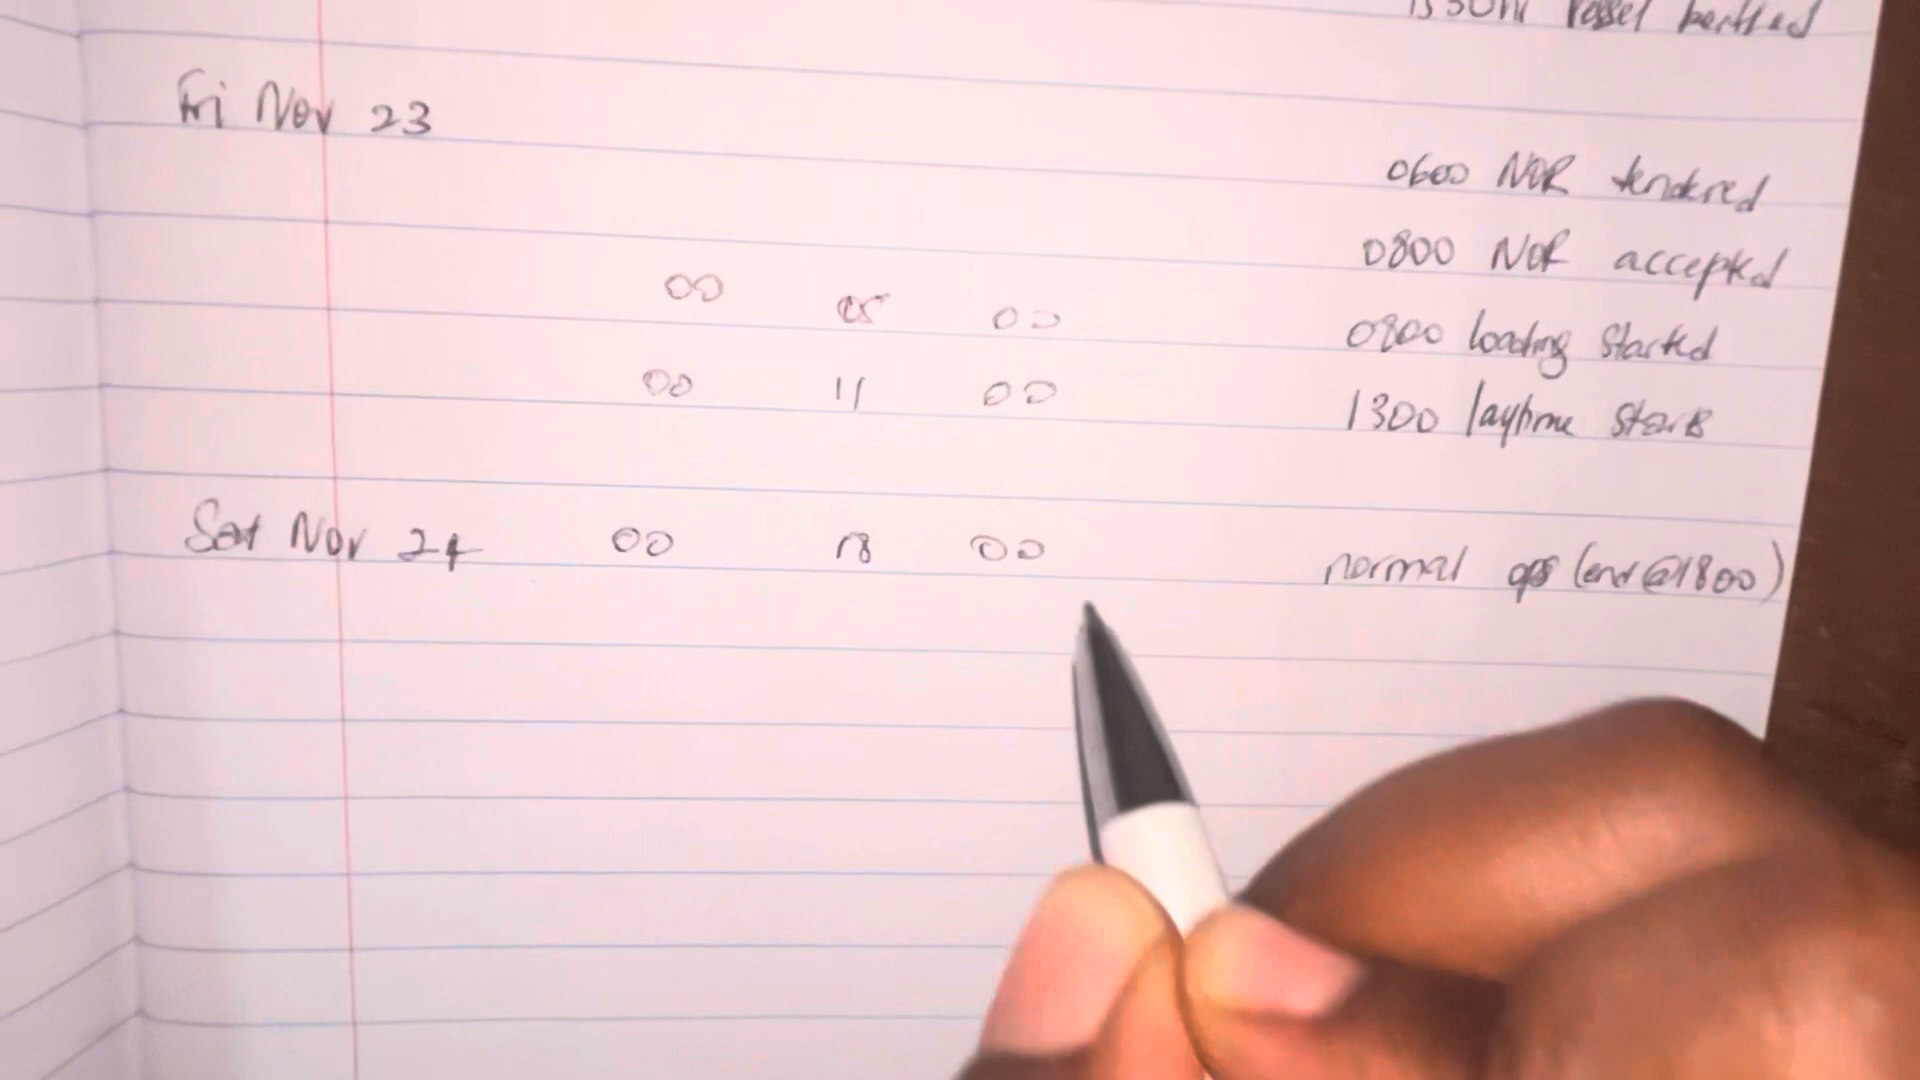 1530hr vessel berthed
Fri Nov 23
0600 NOR tendered
0800 NOR accepted
00 05 00 0800 loading started
00 11 00 1300 laytime starts
Sat Nov 24 00 18 00 normal ops (end @1800)